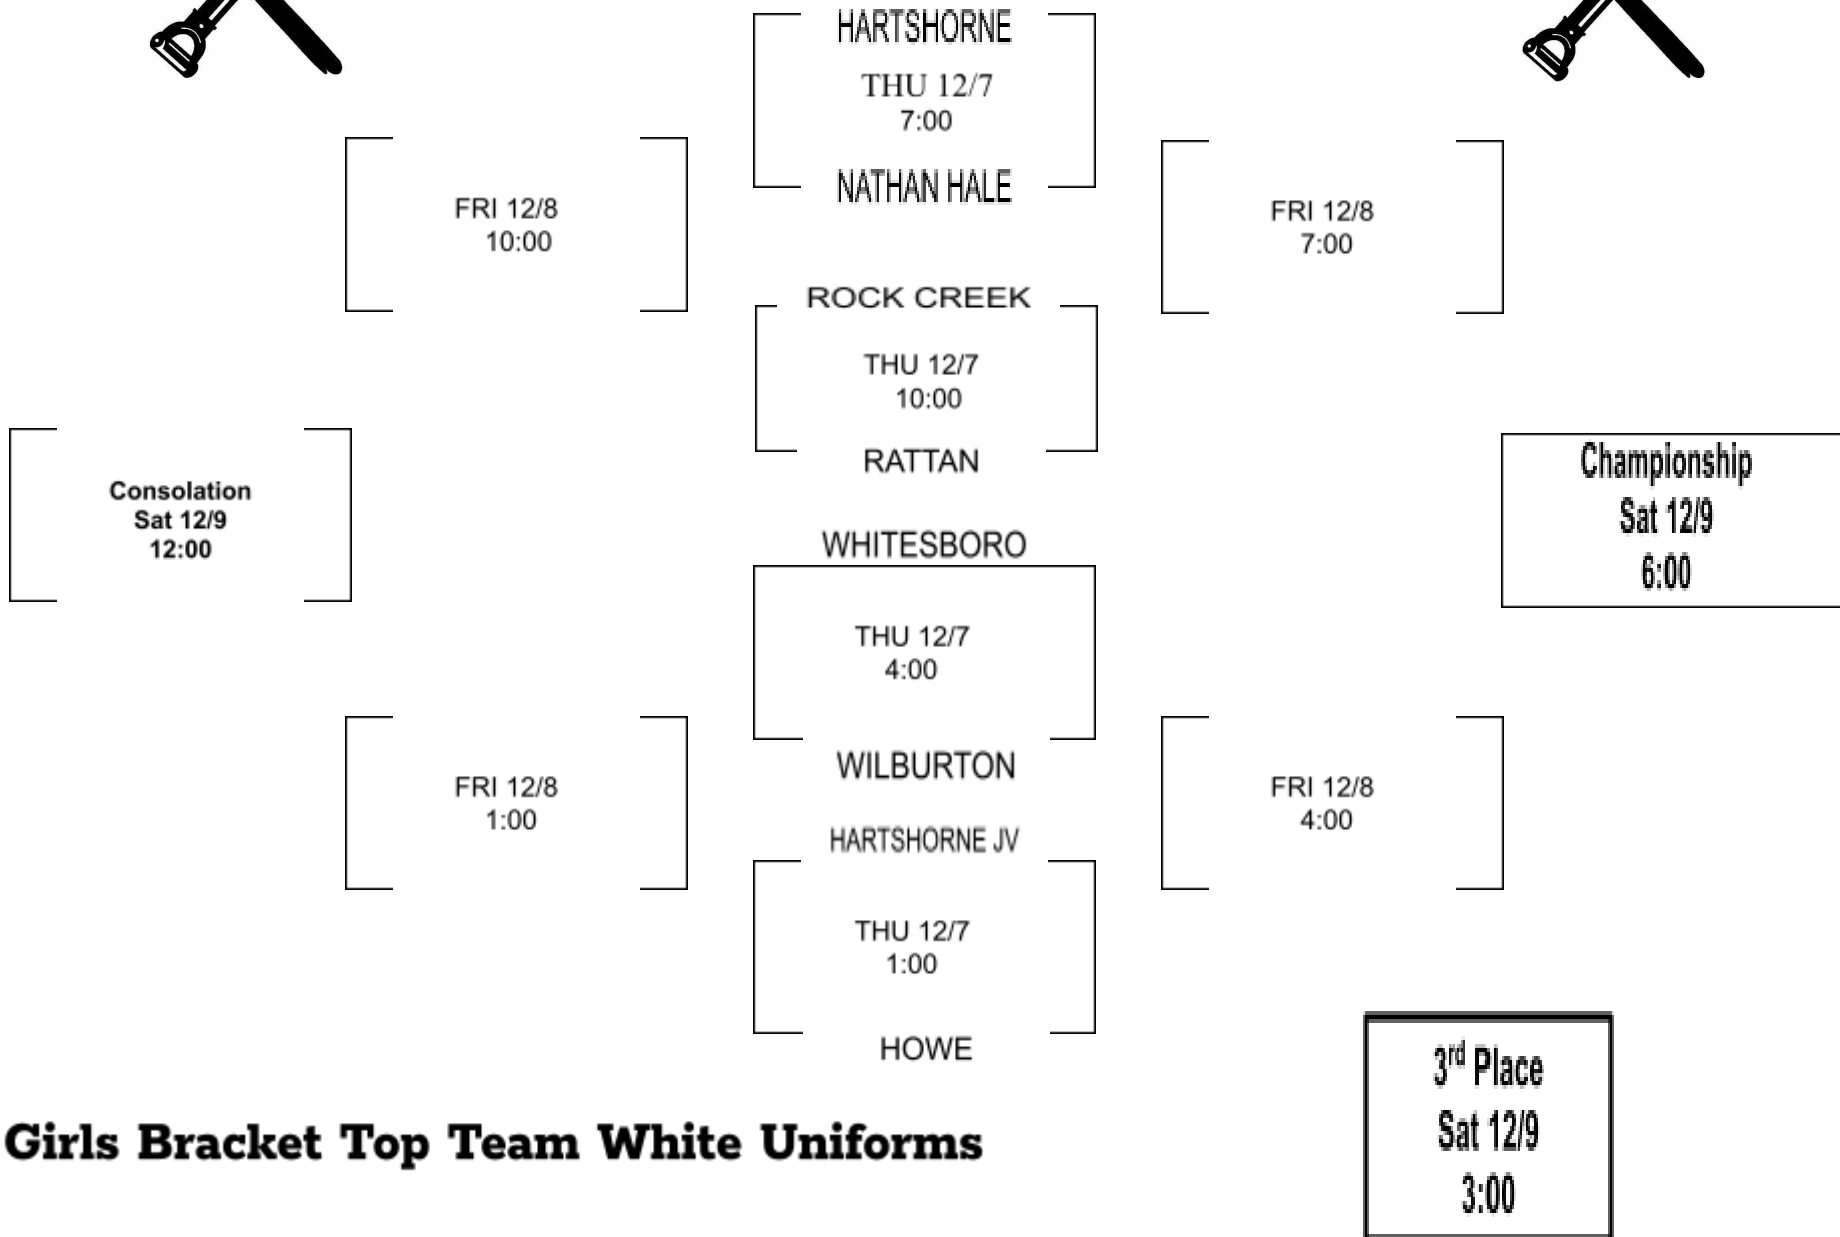 HARTSHORNE
THU 12/7
7:00
NATHAN HALE
FRI 12/8
10:00
FRI 12/8
7:00
ROCK CREEK
THU 12/7
10:00
RATTAN
Consolation
Sat 12/9
12:00
Championship
Sat 12/9
6:00
WHITESBORO
THU 12/7
4:00
WILBURTON
FRI 12/8
1:00
FRI 12/8
4:00
HARTSHORNE JV
THU 12/7
1:00
HOWE
3rd Place
Sat 12/9
3:00
Girls Bracket Top Team White Uniforms